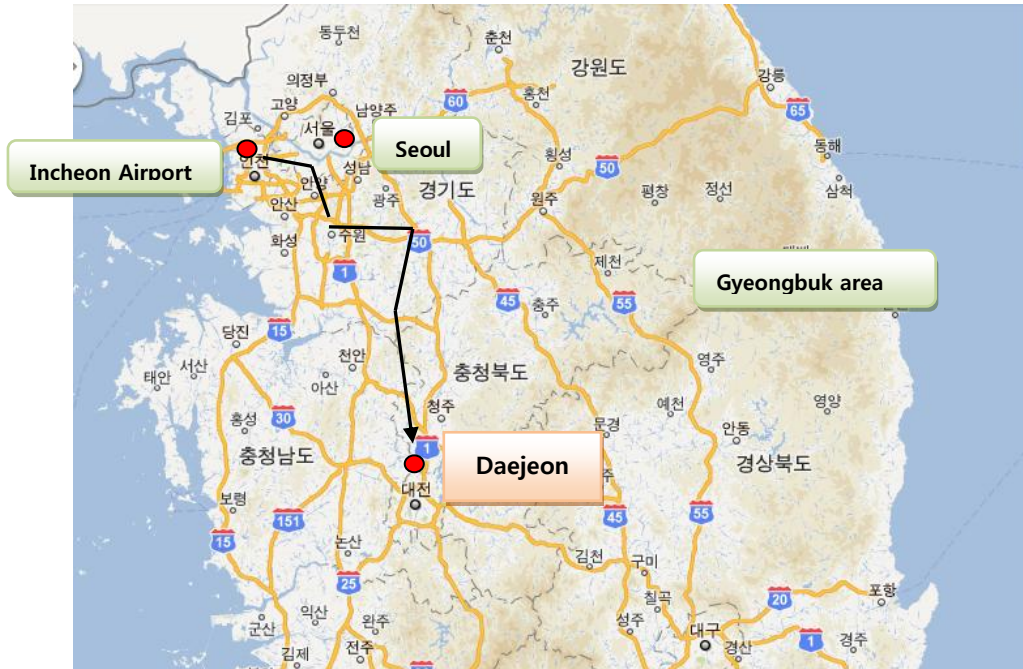 동두천
춘천
강원도
의정부
강릉
고양
남양주
60
홍천
65
김포
서울
Seoul
동해
인천
Incheon Airport
성남
횡성
50
안양
광주
경기도
평창
정선
삼척
안산
원주
수원
50
화성
1
제천
Gyeongbuk area
45
충주
55
당진
15
천안
영주
서산
태안
아산
충청북도
예천
영양
홍성
30
청주
문경
안동
충청남도
1
Daejeon
경상북도
대전
보령
151
45
55
15
논산
김천
구미
25
칠곡
20
포항
익산
군산
완주
성주
대구
1
경주
경산
김제
전주